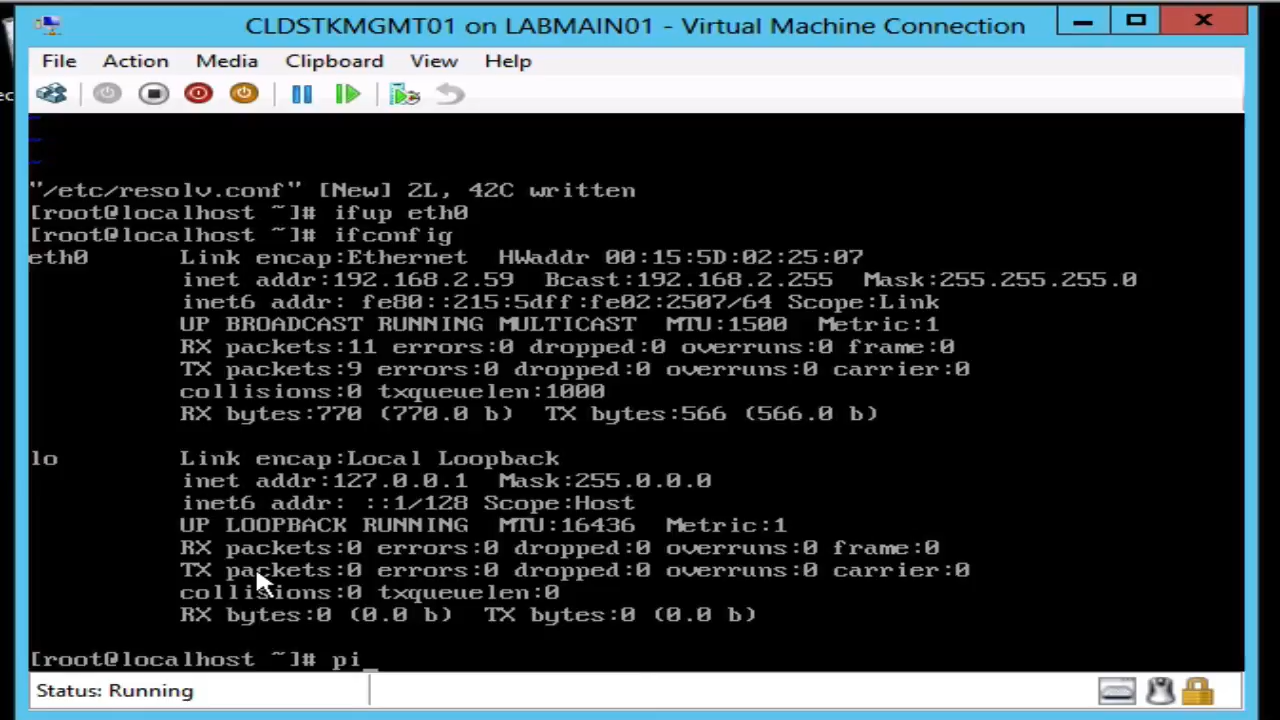 CLDSTKMGMT01 on LABMAIN01 - Virtual Machine Connection
File Action Media Clipboard View Help
ec
~
~
~
"/etc/resolv.conf" [New] 2L, 42C written
[root@localhost ~]# ifup eth0
[root@localhost ~]# ifconfig
eth0 Link encap:Ethernet HWaddr 00:15:5D:02:25:07
inet addr:192.168.2.59 Bcast:192.168.2.255 Mask:255.255.255.0
inet6 addr: fe80::215:5dff:fe02:2507/64 Scope:Link
UP BROADCAST RUNNING MULTICAST MTU:1500 Metric:1
RX packets:11 errors:0 dropped:0 overruns:0 frame:0
TX packets:9 errors:0 dropped:0 overruns:0 carrier:0
collisions:0 txqueuelen:1000
RX bytes:770 (770.0 b) TX bytes:566 (566.0 b)
lo Link encap:Local Loopback
inet addr:127.0.0.1 Mask:255.0.0.0
inet6 addr: ::1/128 Scope:Host
UP LOOPBACK RUNNING MTU:16436 Metric:1
RX packets:0 errors:0 dropped:0 overruns:0 frame:0
TX packets:0 errors:0 dropped:0 overruns:0 carrier:0
collisions:0 txqueuelen:0
RX bytes:0 (0.0 b) TX bytes:0 (0.0 b)
[root@localhost ~]# pi_
Status: Running